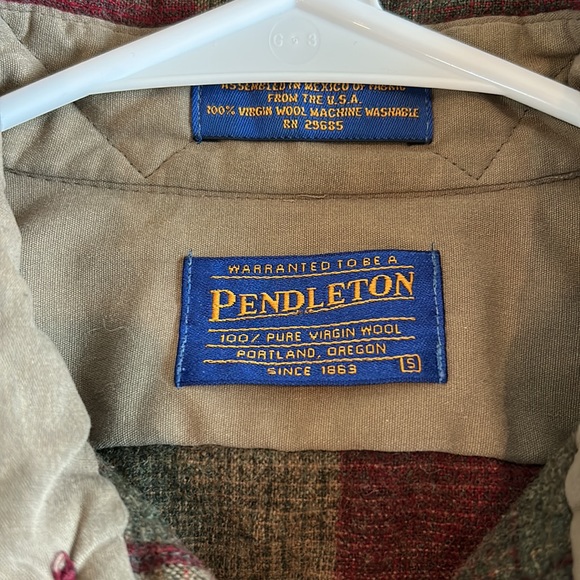 653
ASSEMBLED IN MEXICO OF FABRIC
FROM THE U.S.A.
100% VIRGIN WOOL MACHINE WASHABLE
RN 29685
WARRANTED TO BE A
PENDLETON
100% PURE VIRGIN WOOL
PORTLAND, OREGON
SINCE 1863 S